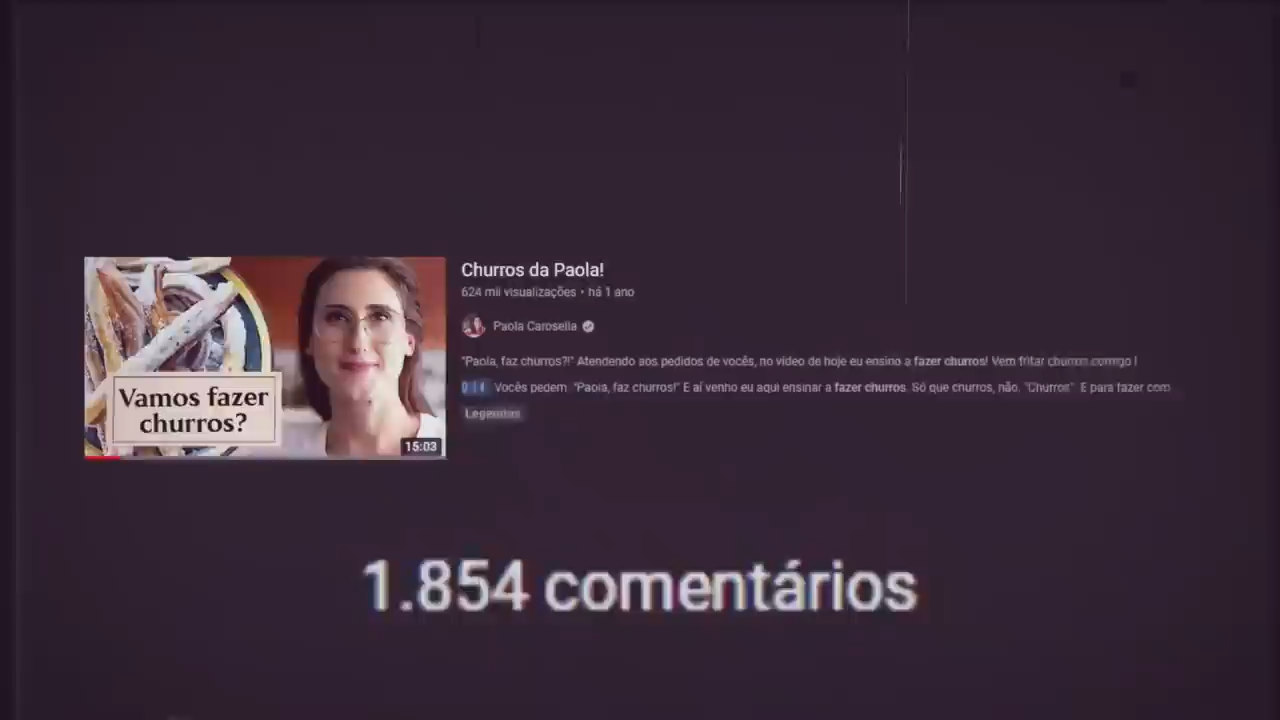 Vamos fazer
churros?
15:03
Churros da Paola!
624 mil visualizações • há 1 ano
Paola Carosella
"Paola, faz churros?!" Atendendo aos pedidos de vocês, no vídeo de hoje eu ensino a fazer churros! Vem fritar churros comigo !
0:14 Vocês pedem "Paola, faz churros!" E aí venho eu aqui ensinar a fazer churros. Só que churros, não. "Churros" E para fazer com
Legendas
1.854 comentários